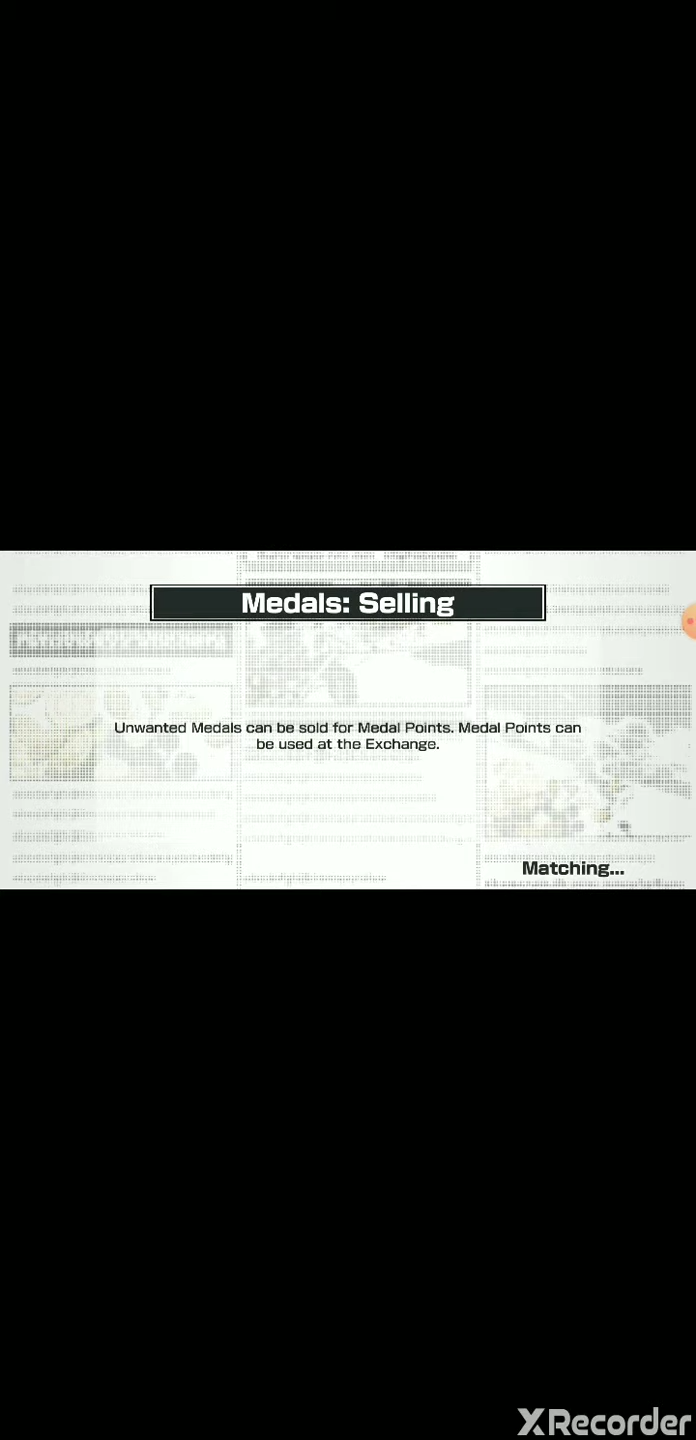 Medals: Selling
Unwanted Medals can be sold for Medal Points. Medal Points can
be used at the Exchange.
Matching...
XRecorder